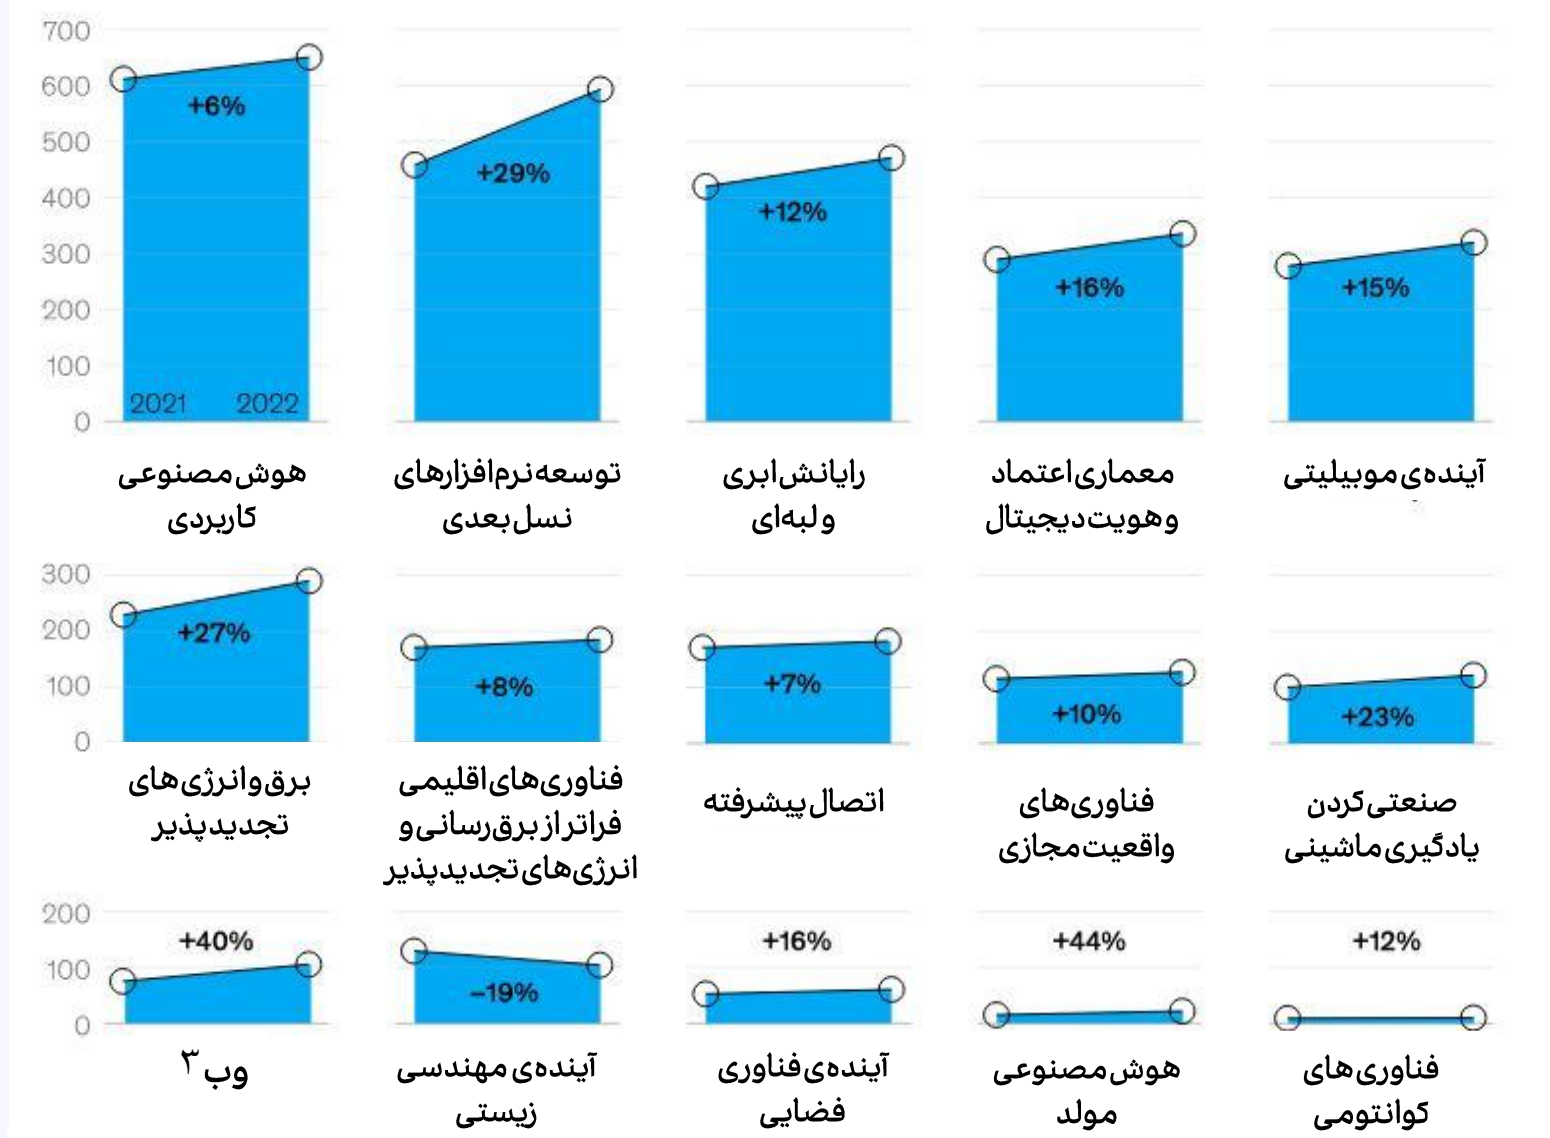 700
600
500
400
300
200
100
0
+6%
2021 2022
+29%
+12%
+16%
+15%
هوش مصنوعی
کاربردی
توسعه نرم‌افزارهای
نسل بعدی
رایانش ابری
و لبه‌ای
معماری اعتماد
و هویت دیجیتال
آینده‌ی موبیلیتی
300
200
100
0
+27%
+8%
+7%
+10%
+23%
برق و انرژی‌های
تجدیدپذیر
فناوری‌های اقلیمی
فراتر از برق‌رسانی و
انرژی‌های تجدیدپذیر
اتصال پیشرفته
فناوری‌های
واقعیت مجازی
صنعتی کردن
یادگیری ماشینی
200
100
0
+40%
−19%
+16%
+44%
+12%
وب ۳
آینده‌ی مهندسی
زیستی
آینده‌ی فناوری
فضایی
هوش مصنوعی
مولد
فناوری‌های
کوانتومی